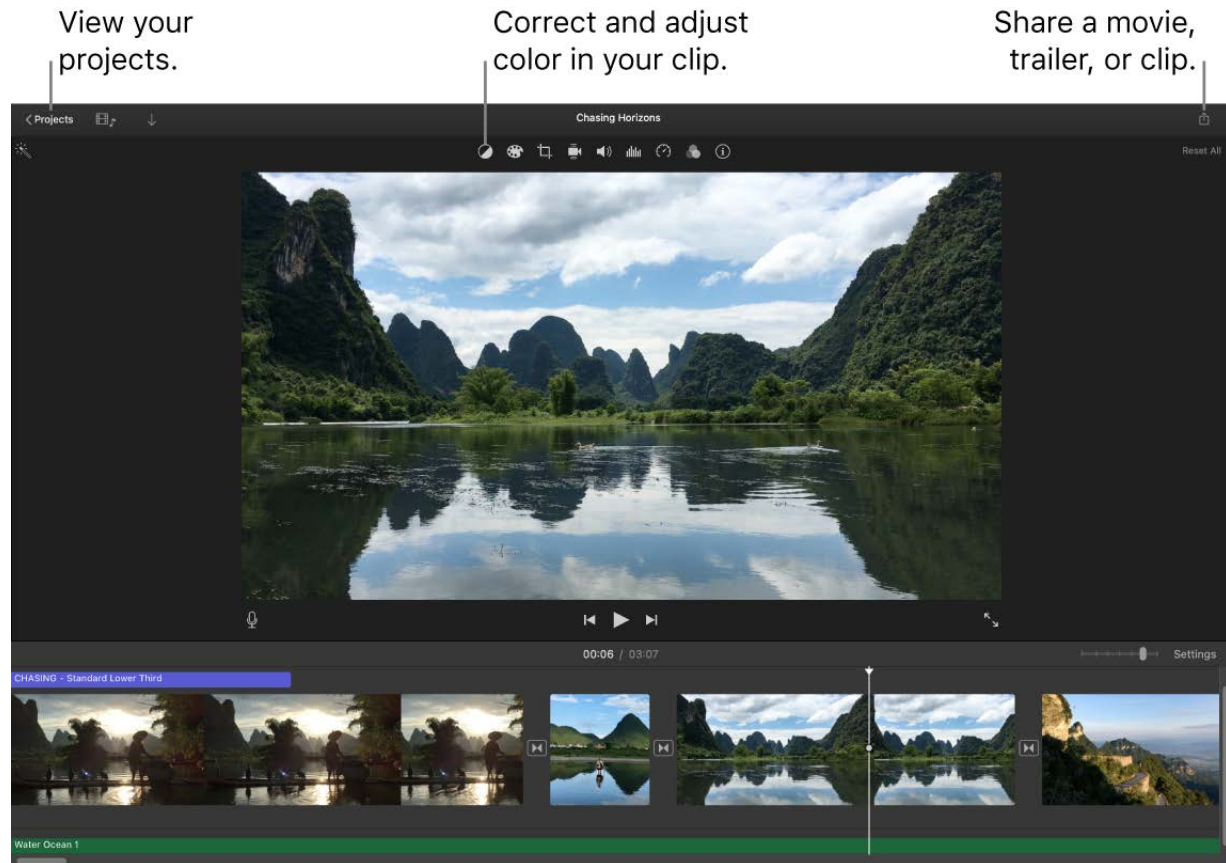 View your
projects.
Correct and adjust
color in your clip.
Share a movie,
trailer, or clip.
Projects
Chasing Horizons
Reset All
00:06 / 03:07
Settings
CHASING - Standard Lower Third
Water Ocean 1